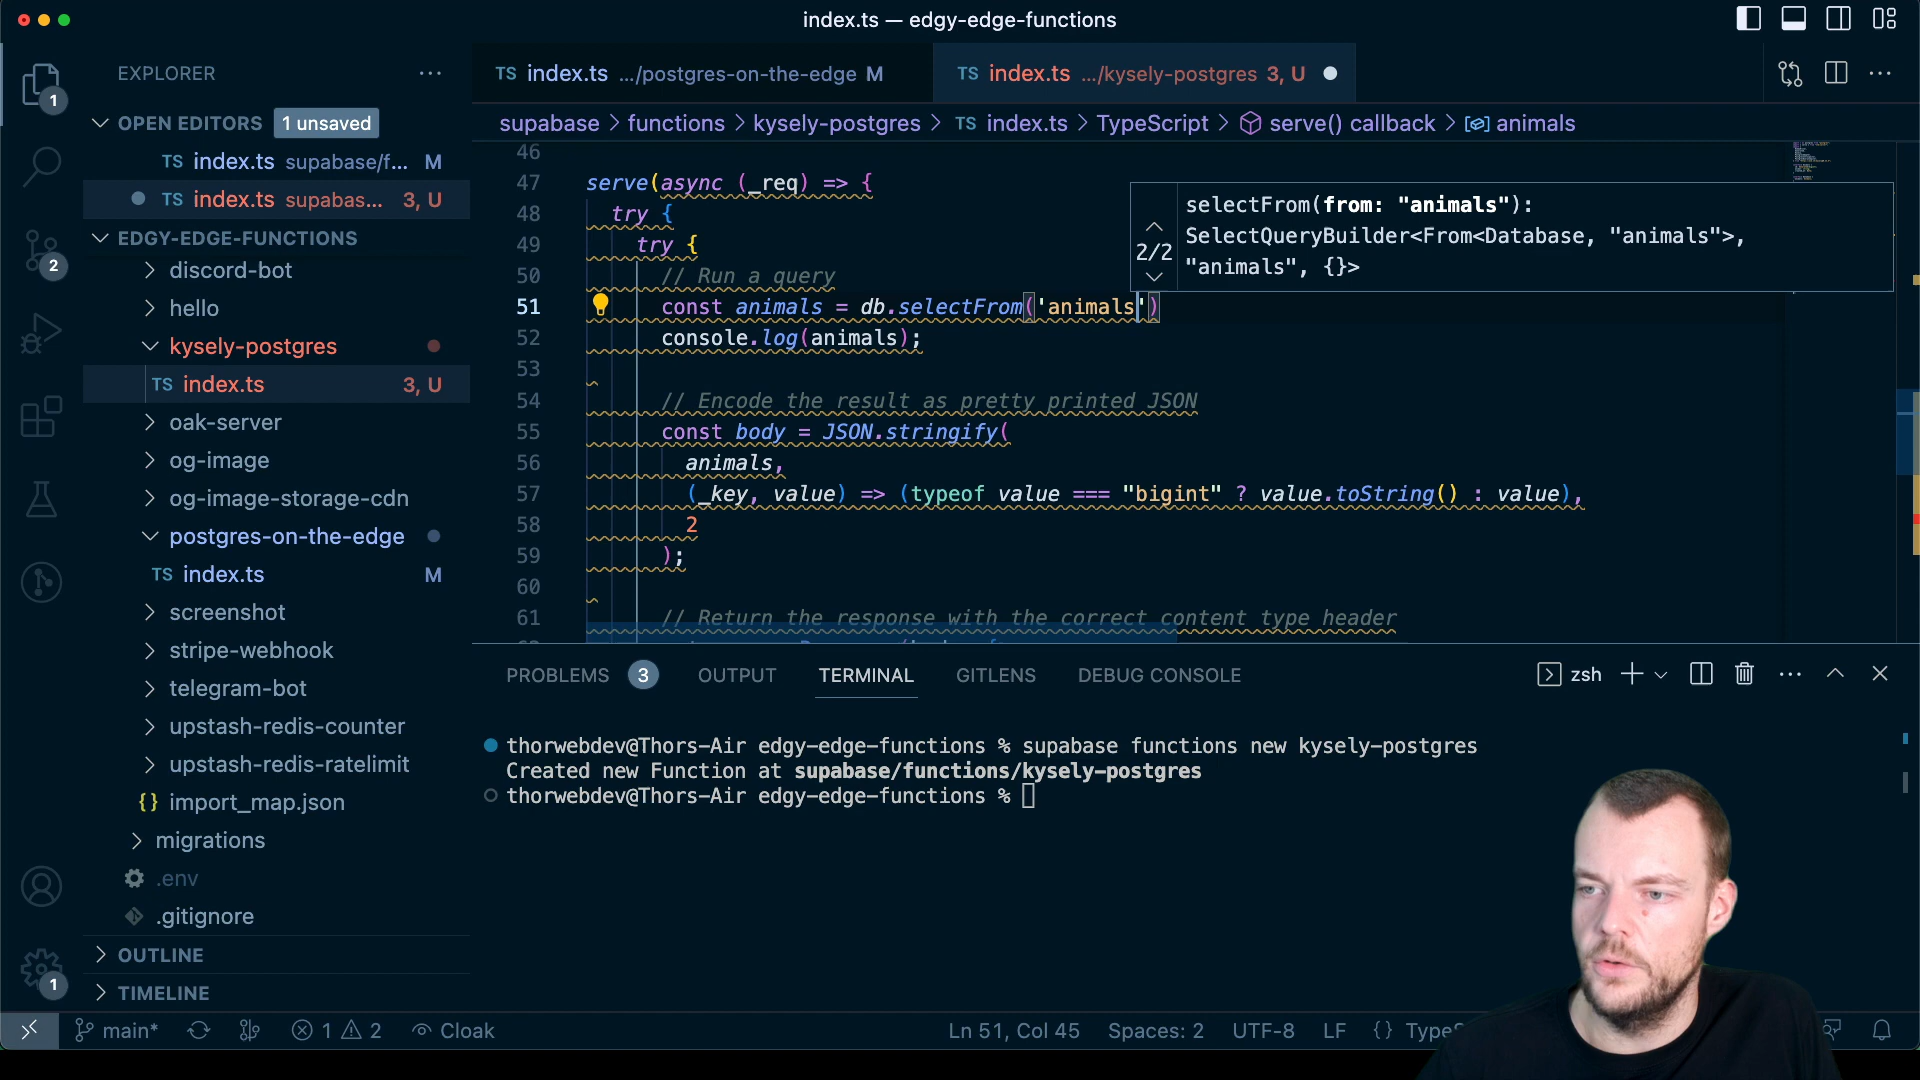 index.ts — edgy-edge-functions
EXPLORER
OPEN EDITORS 1 unsaved
TS index.ts supabase/f... M
TS index.ts supabas... 3, U
EDGY-EDGE-FUNCTIONS
discord-bot
hello
kysely-postgres
TS index.ts 3, U
oak-server
og-image
og-image-storage-cdn
postgres-on-the-edge
TS index.ts M
screenshot
stripe-webhook
telegram-bot
upstash-redis-counter
upstash-redis-ratelimit
{} import_map.json
migrations
.env
.gitignore
OUTLINE
TIMELINE
1
2
1
TS index.ts .../postgres-on-the-edge M
TS index.ts .../kysely-postgres 3, U
supabase > functions > kysely-postgres > TS index.ts > TypeScript > serve() callback > animals
46
47 serve(async (_req) => {
48 try {
49 try {
50 // Run a query
51 const animals = db.selectFrom('animals')
52 console.log(animals);
53
54 // Encode the result as pretty printed JSON
55 const body = JSON.stringify(
56 animals,
57 (_key, value) => (typeof value === "bigint" ? value.toString() : value),
58 2
59 );
60
61 // Return the response with the correct content type header
2/2
selectFrom(from: "animals"):
SelectQueryBuilder<From<Database, "animals">,
"animals", {}>
PROBLEMS 3 OUTPUT TERMINAL GITLENS DEBUG CONSOLE
zsh
thorwebdev@Thors-Air edgy-edge-functions % supabase functions new kysely-postgres
Created new Function at supabase/functions/kysely-postgres
thorwebdev@Thors-Air edgy-edge-functions %
main* 1 2 Cloak
Ln 51, Col 45 Spaces: 2 UTF-8 LF {}